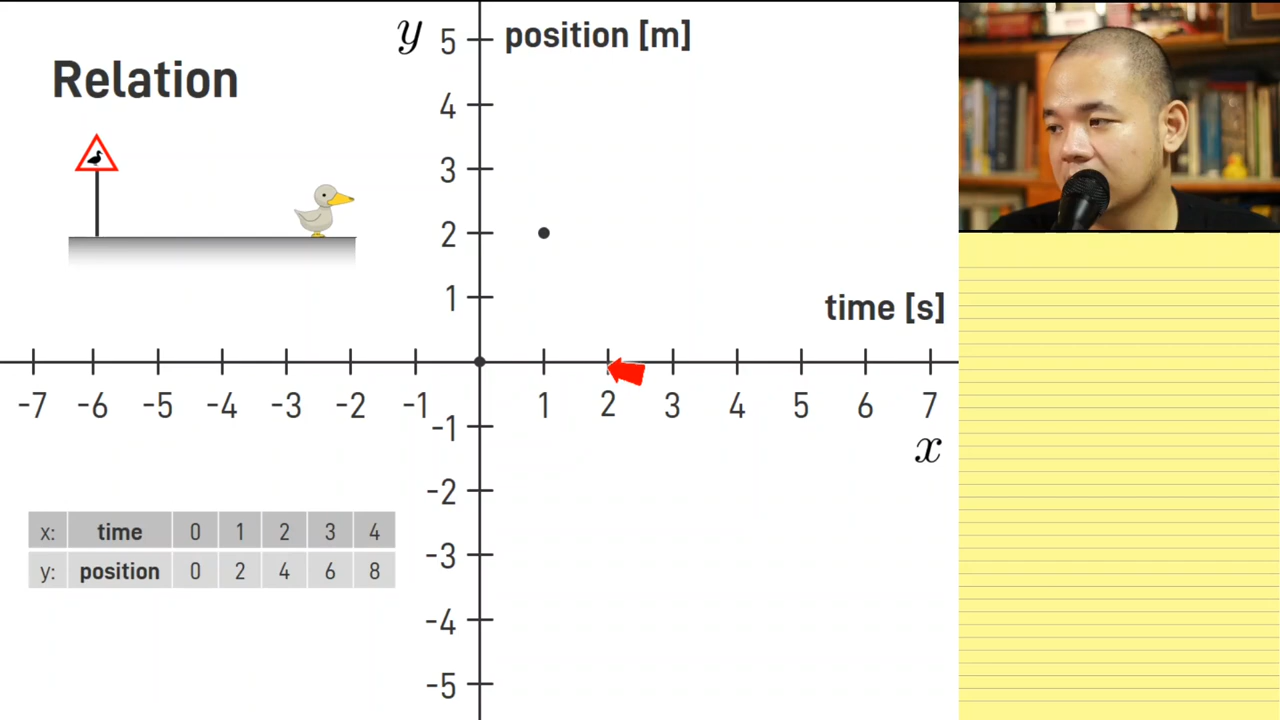 Relation
y
position [m]
5
4
3
2
1
time [s]
-7 -6 -5 -4 -3 -2 -1 1 2 3 4 5 6 7
x
-1
-2
-3
-4
-5
x: time 0 1 2 3 4
y: position 0 2 4 6 8